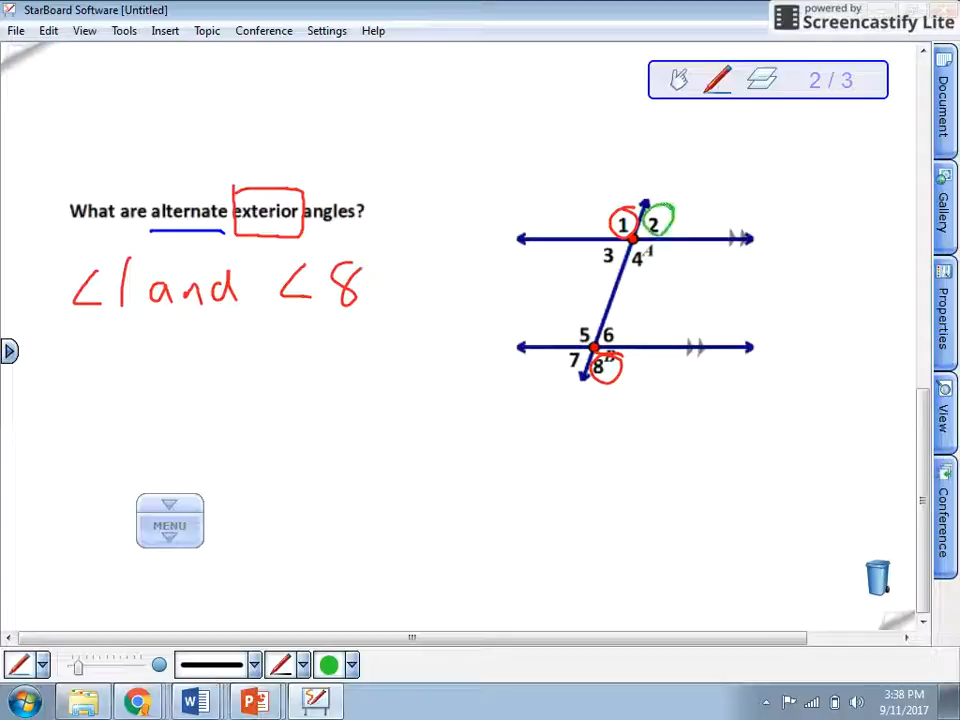 StarBoard Software [Untitled]
powered by
Screencastify Lite
File Edit View Tools Insert Topic Conference Settings Help
2 / 3
Document
Gallery
Properties
View
Conference
What are alternate exterior angles?
<1 and <8
1 2
3 4 A
5 6
7 8 B
MENU
3:38 PM
9/11/2017